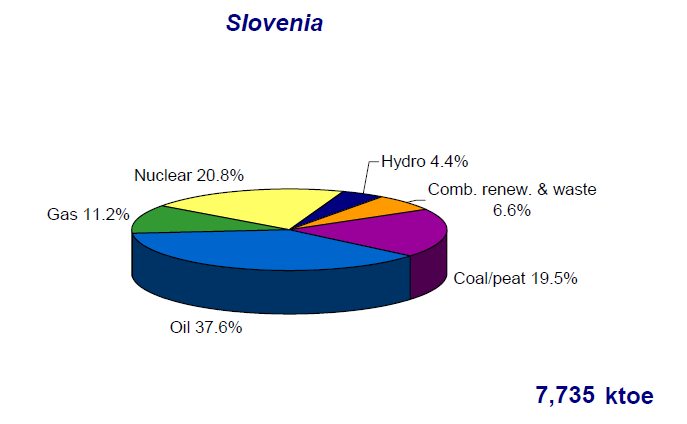 Slovenia
Hydro 4.4%
Nuclear 20.8%
Comb. renew. & waste
6.6%
Gas 11.2%
Coal/peat 19.5%
Oil 37.6%
7,735 ktoe